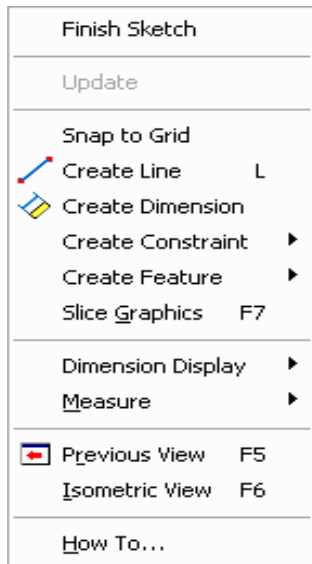 Finish Sketch
Update
Snap to Grid
Create Line L
Create Dimension
Create Constraint
Create Feature
Slice Graphics F7
Dimension Display
Measure
Previous View F5
Isometric View F6
How To...